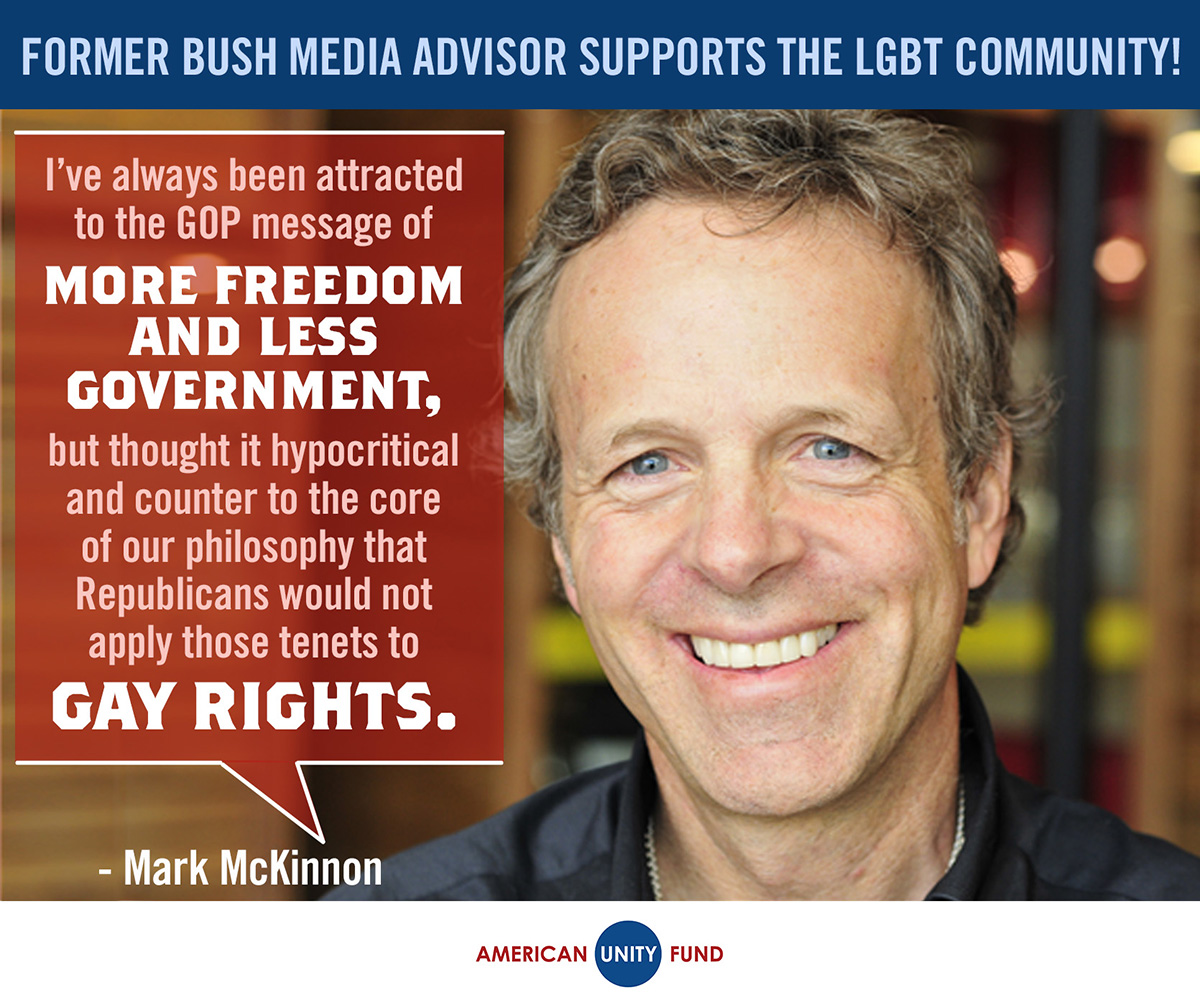 FORMER BUSH MEDIA ADVISOR SUPPORTS THE LGBT COMMUNITY!
I’ve always been attracted
to the GOP message of
MORE FREEDOM
AND LESS
GOVERNMENT,
but thought it hypocritical
and counter to the core
of our philosophy that
Republicans would not
apply those tenets to
GAY RIGHTS.
- Mark McKinnon
AMERICAN UNITY FUND